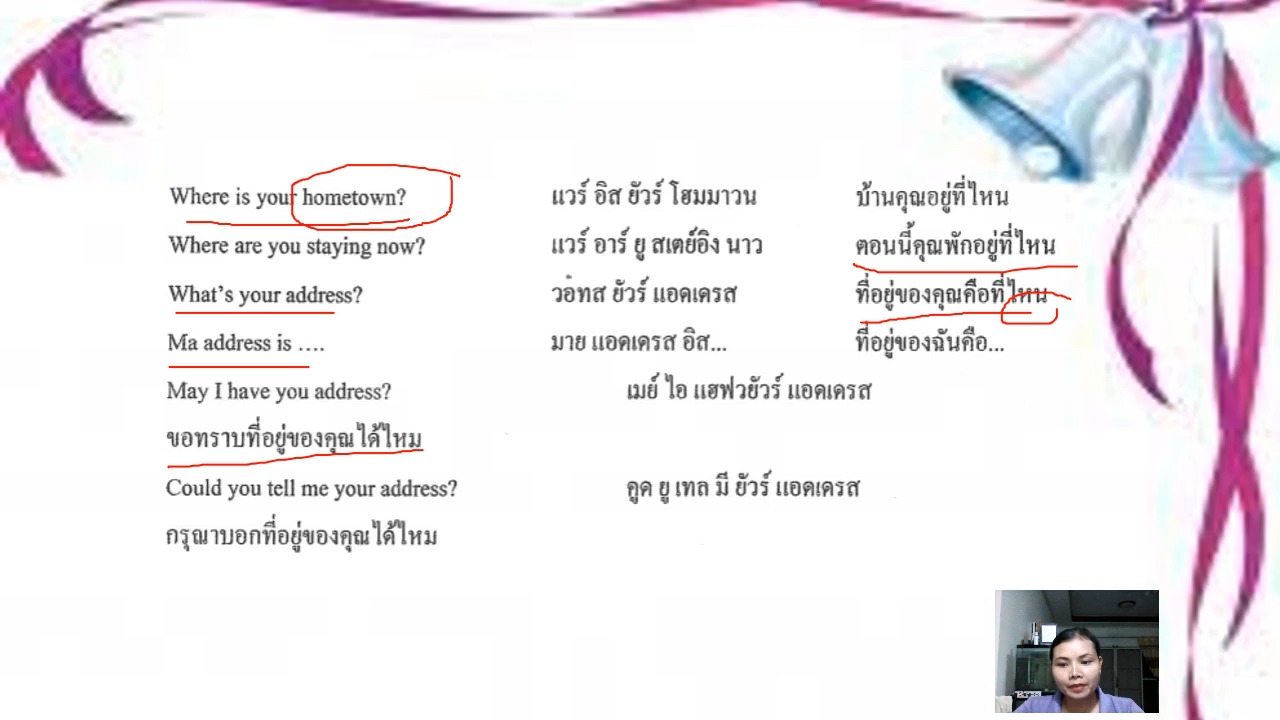 Where is your hometown? แวร์ อิส ยัวร์ โฮมมาวน บ้านคุณอยู่ที่ไหน
Where are you staying now? แวร์ อาร์ ยู สเตย์อิง นาว ตอนนี้คุณพักอยู่ที่ไหน
What's your address? ว๊อทส ยัวร์ แอดเดรส ที่อยู่ของคุณคือที่ไหน
Ma address is .... มาย แอดเดรส อิส... ที่อยู่ของฉันคือ...
May I have you address? เมย์ ไอ แฮฟวยัวร์ แอดเดรส
ขอทราบที่อยู่ของคุณได้ไหม
Could you tell me your address? คูด ยู เทล มี ยัวร์ แอดเดรส
กรุณาบอกที่อยู่ของคุณได้ไหม